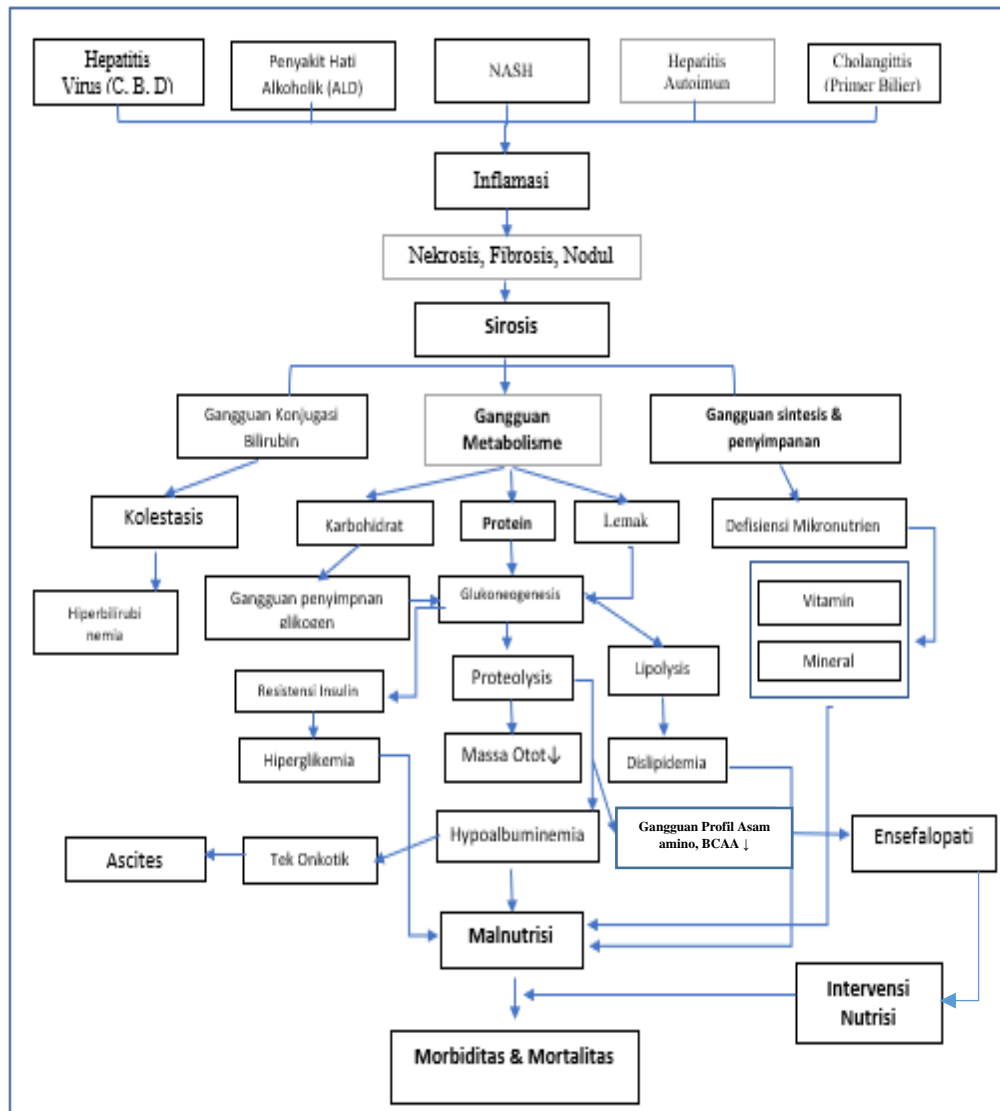 Hepatitis
Virus (C. B. D)
Penyakit Hati
Alkoholik (ALD)
NASH
Hepatitis
Autoimun
Cholangittis
(Primer Bilier)
Inflamasi
Nekrosis, Fibrosis, Nodul
Sirosis
Gangguan Konjugasi
Bilirubin
Gangguan
Metabolisme
Gangguan sintesis &
penyimpanan
Kolestasis
Karbohidrat
Protein
Lemak
Defisiensi Mikronutrien
Hiperbilirubi
nemia
Gangguan penyimpnan
glikogen
Glukoneogenesis
Vitamin
Mineral
Resistensi Insulin
Proteolysis
Lipolysis
Hiperglikemia
Massa Otot↓
Dislipidemia
Ascites
Tek Onkotik
Hypoalbuminemia
Gangguan Profil Asam
amino, BCAA ↓
Ensefalopati
Malnutrisi
Intervensi
Nutrisi
Morbiditas & Mortalitas